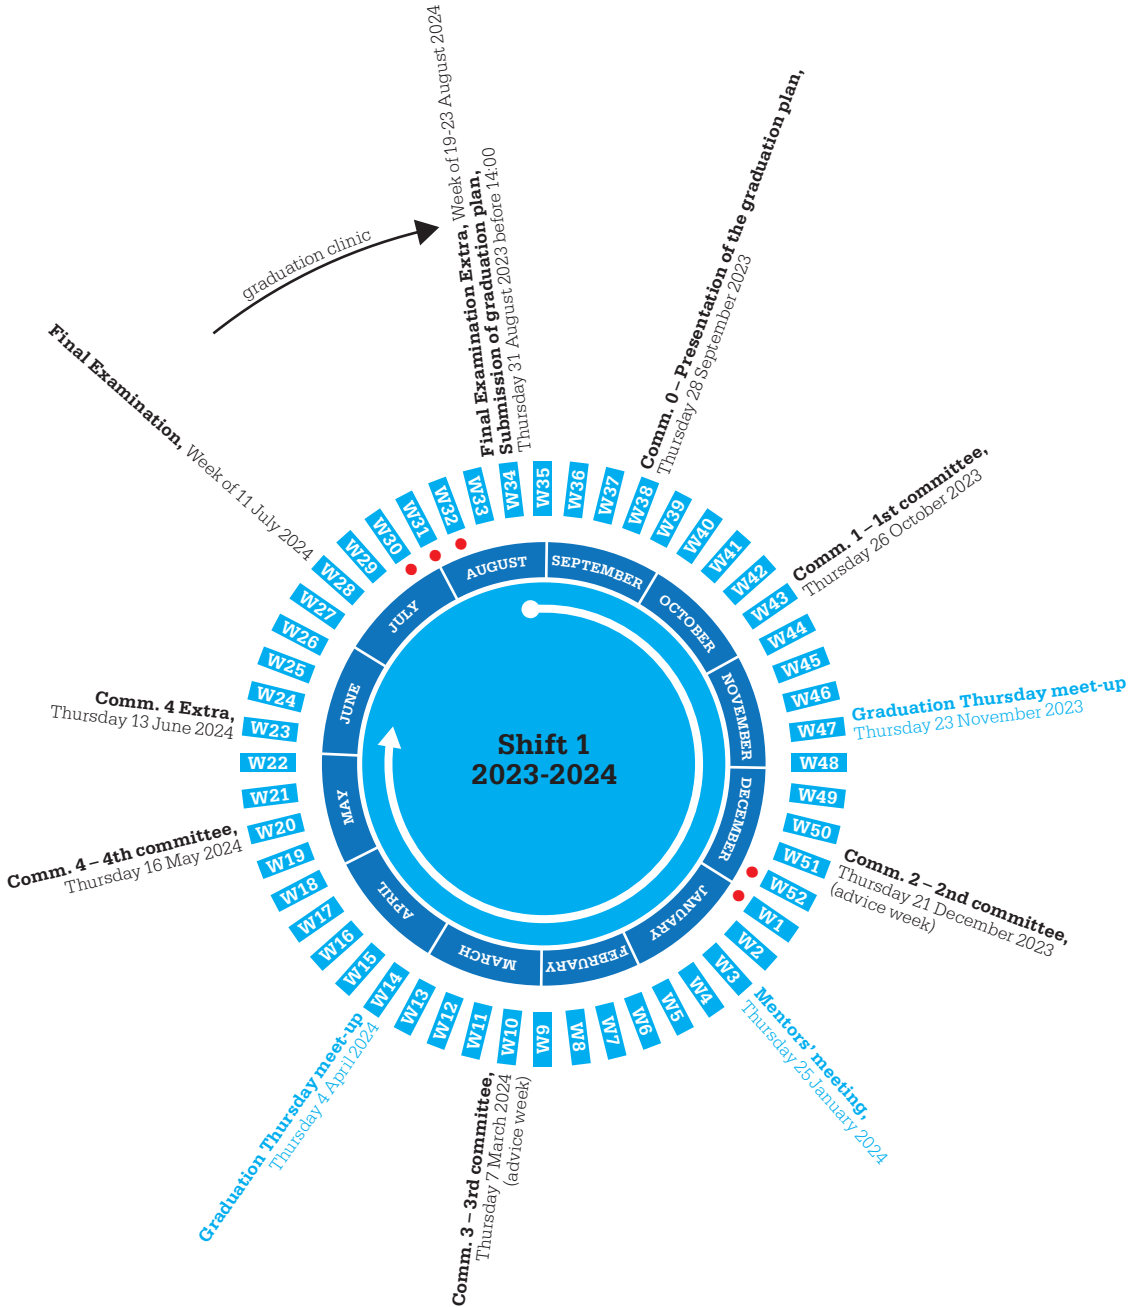 Shift 1
2023-2024
SEPTEMBER
OCTOBER
NOVEMBER
DECEMBER
JANUARY
FEBRUARY
MARCH
APRIL
MAY
JUNE
JULY
AUGUST
W35
W36
W37
W38
W39
W40
W41
W42
W43
W44
W45
W46
W47
W48
W49
W50
W51
W52
W1
W2
W3
W4
W5
W6
W7
W8
W9
W10
W11
W12
W13
W14
W15
W16
W17
W18
W19
W20
W21
W22
W23
W24
W25
W26
W27
W28
W29
W30
W31
W32
W33
W34
Final Examination Extra, Week of 19-23 August 2024
Submission of graduation plan,
Thursday 31 August 2023 before 14:00
Comm. 0 – Presentation of the graduation plan,
Thursday 28 September 2023
Comm. 1 – 1st committee,
Thursday 26 October 2023
Graduation Thursday meet-up
Thursday 23 November 2023
Comm. 2 – 2nd committee,
Thursday 21 December 2023
(advice week)
Mentors' meeting,
Thursday 25 January 2024
Comm. 3 – 3rd committee,
Thursday 7 March 2024
(advice week)
Graduation Thursday meet-up
Thursday 4 April 2024
Comm. 4 – 4th committee,
Thursday 16 May 2024
Comm. 4 Extra,
Thursday 13 June 2024
Final Examination, Week of 11 July 2024
graduation clinic